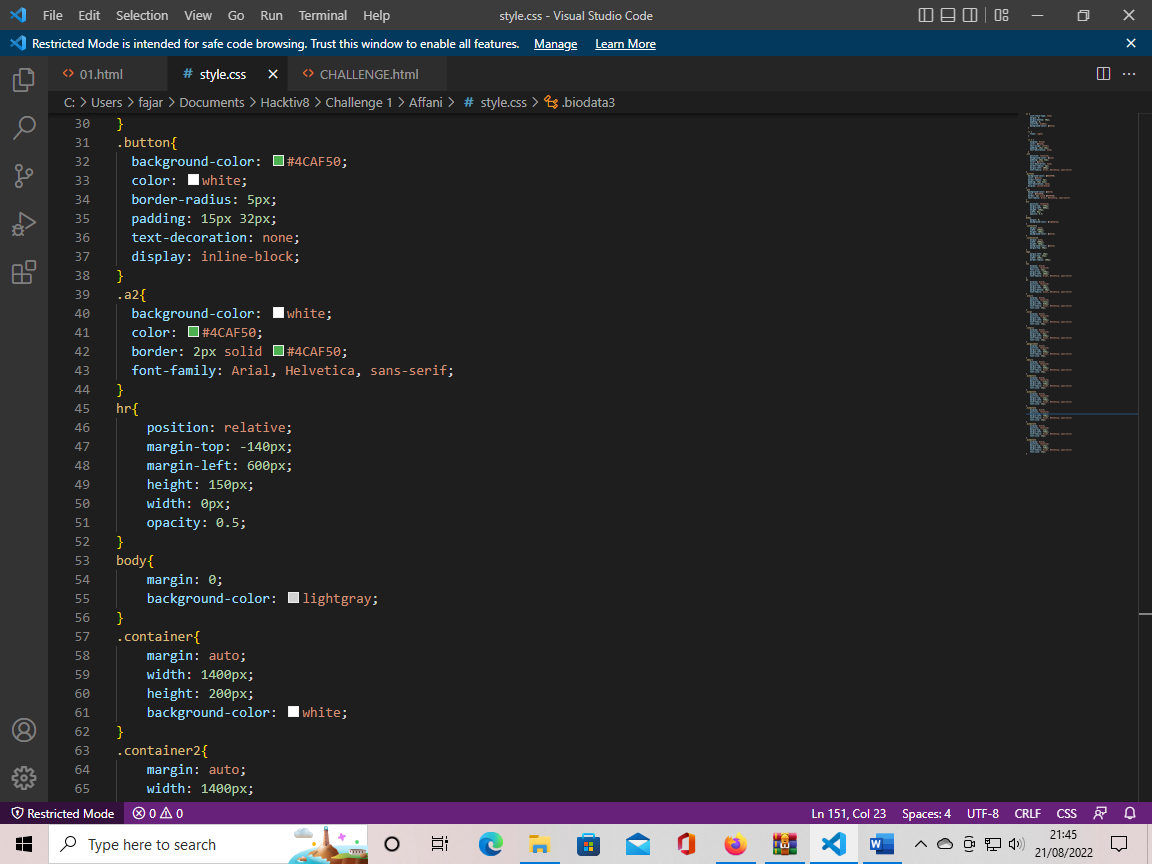 File Edit Selection View Go Run Terminal Help style.css - Visual Studio Code
Restricted Mode is intended for safe code browsing. Trust this window to enable all features. Manage Learn More
<> 01.html # style.css <> CHALLENGE.html
C: > Users > fajar > Documents > Hacktiv8 > Challenge 1 > Affani > # style.css > .biodata3
30 }
31 .button{
32 background-color: #4CAF50;
33 color: white;
34 border-radius: 5px;
35 padding: 15px 32px;
36 text-decoration: none;
37 display: inline-block;
38 }
39 .a2{
40 background-color: white;
41 color: #4CAF50;
42 border: 2px solid #4CAF50;
43 font-family: Arial, Helvetica, sans-serif;
44 }
45 hr{
46 position: relative;
47 margin-top: -140px;
48 margin-left: 600px;
49 height: 150px;
50 width: 0px;
51 opacity: 0.5;
52 }
53 body{
54 margin: 0;
55 background-color: lightgray;
56 }
57 .container{
58 margin: auto;
59 width: 1400px;
60 height: 200px;
61 background-color: white;
62 }
63 .container2{
64 margin: auto;
65 width: 1400px;
Restricted Mode 0 0 Ln 151, Col 23 Spaces: 4 UTF-8 CRLF CSS
Type here to search
21:45
21/08/2022